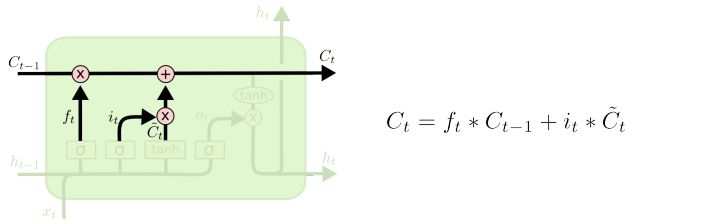 h_t
C_{t-1}
C_t
x
+
tanh
f_t
i_t
x
o_t
x
C̃_t
σ
σ
tanh
σ
h_{t-1}
h_t
x_t
C_t = f_t * C_{t-1} + i_t * C̃_t